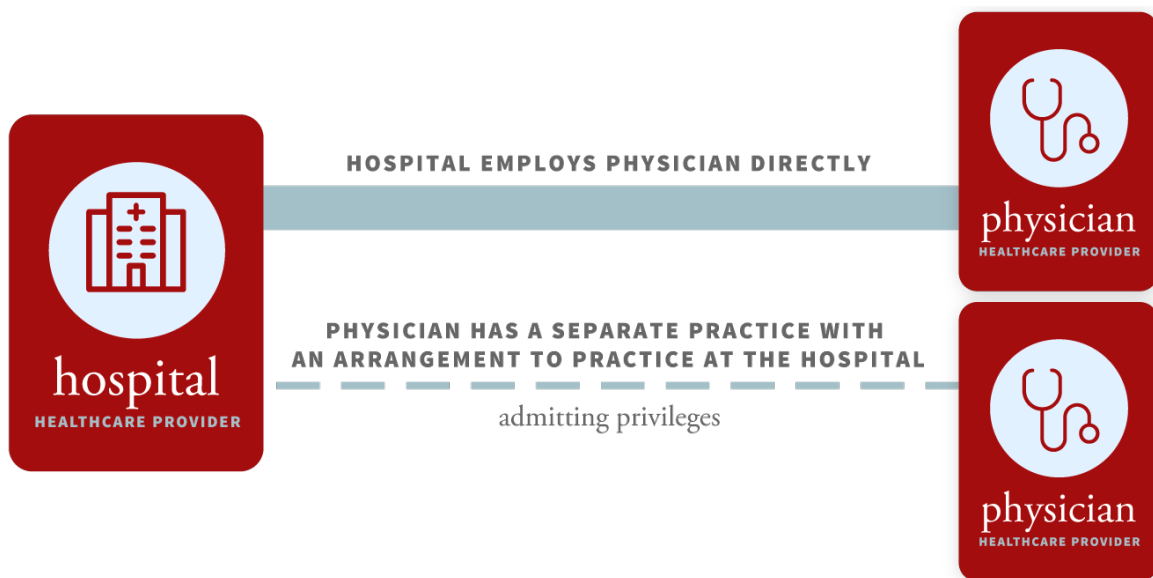 hospital
HEALTHCARE PROVIDER
HOSPITAL EMPLOYS PHYSICIAN DIRECTLY
physician
HEALTHCARE PROVIDER
PHYSICIAN HAS A SEPARATE PRACTICE WITH
AN ARRANGEMENT TO PRACTICE AT THE HOSPITAL
admitting privileges
physician
HEALTHCARE PROVIDER